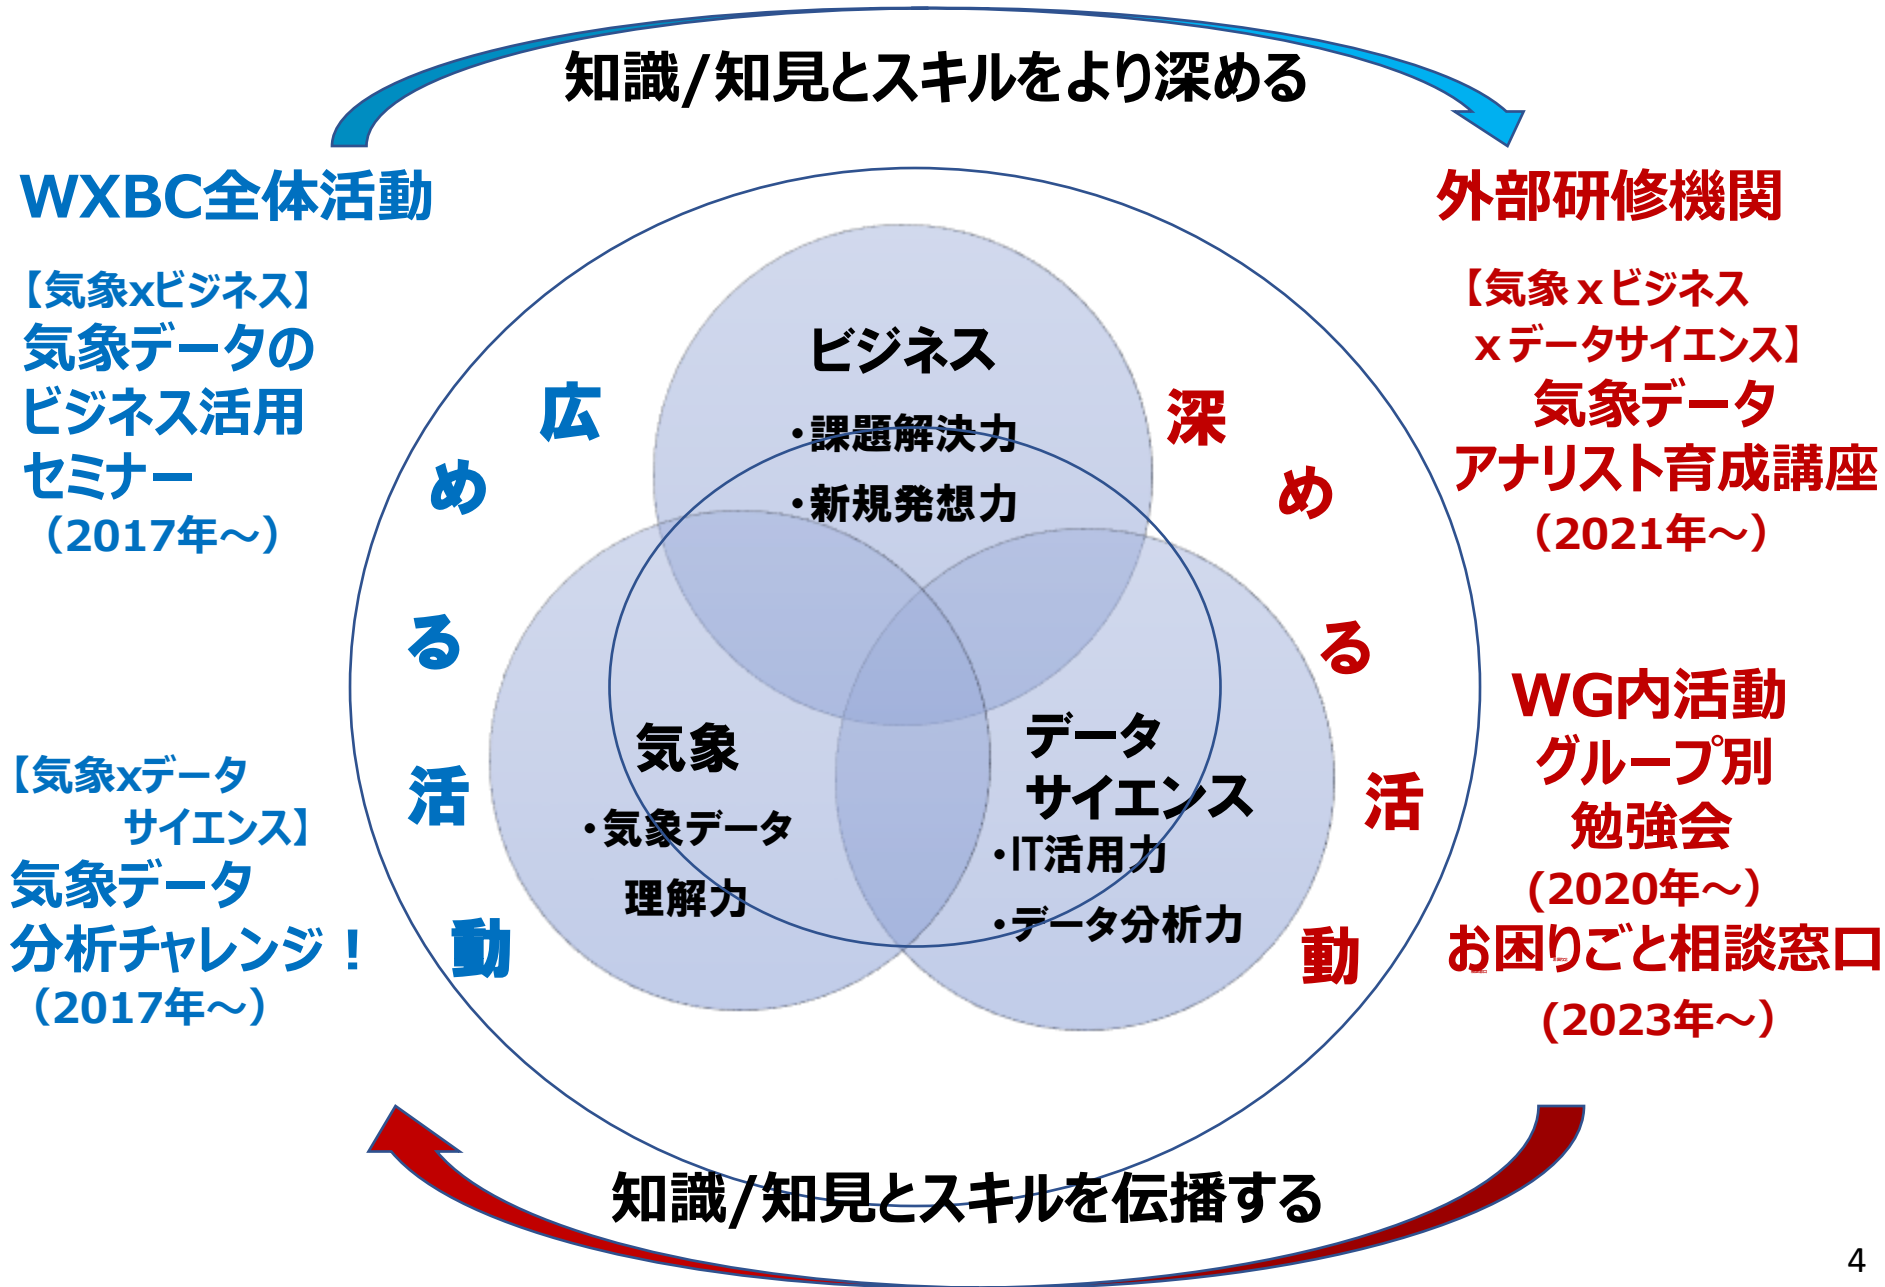 知識/知見とスキルをより深める
WXBC全体活動
【気象xビジネス】
気象データの
ビジネス活用
セミナー
（2017年～）
【気象xデータ
サイエンス】
気象データ
分析チャレンジ！
（2017年～）
広める活動
ビジネス
・課題解決力
・新規発想力
気象
・気象データ
理解力
データ
サイエンス
・IT活用力
・データ分析力
深める活動
外部研修機関
【気象ｘビジネス
ｘデータサイエンス】
気象データ
アナリスト育成講座
（2021年～）
WG内活動
グループ別
勉強会
(2020年～）
お困りごと相談窓口
(2023年～）
知識/知見とスキルを伝播する
4